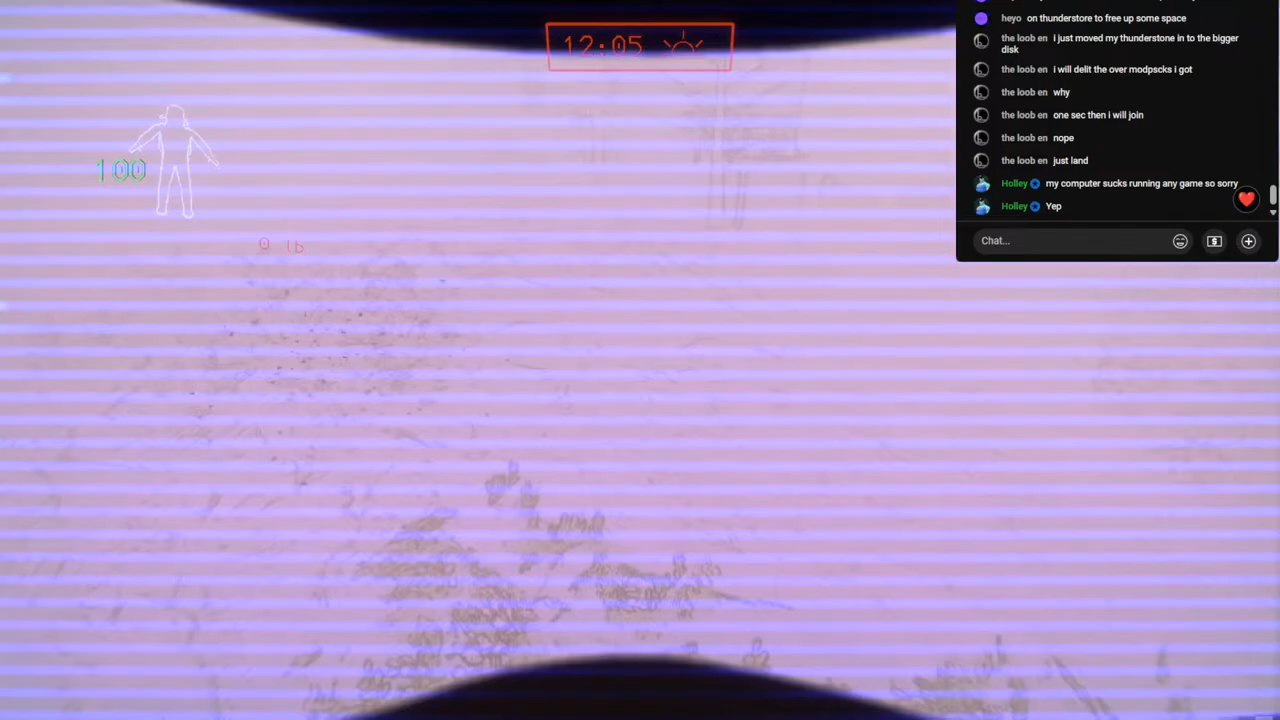 12:05
heyo on thunderstore to free up some space
the loob en i just moved my thunderstone in to the bigger
disk
the loob en i will delit the over modpscks i got
the loob en why
the loob en one sec then i will join
the loob en nope
the loob en just land
100
Holley my computer sucks running any game so sorry
Holley Yep
0 lb
Chat...